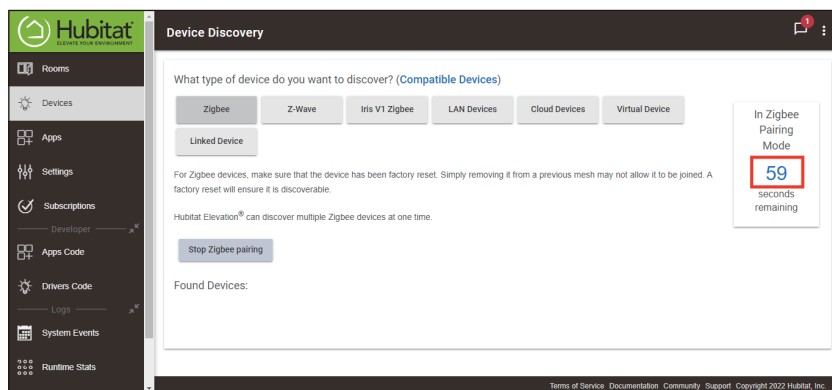 Hubitat
ELEVATE YOUR ENVIRONMENT
Device Discovery
1
Rooms
Devices
Apps
Settings
Subscriptions
Developer
Apps Code
Drivers Code
Logs
System Events
Runtime Stats
What type of device do you want to discover? (Compatible Devices)
Zigbee
Z-Wave
Iris V1 Zigbee
LAN Devices
Cloud Devices
Virtual Device
Linked Device
For Zigbee devices, make sure that the device has been factory reset. Simply removing it from a previous mesh may not allow it to be joined. A
factory reset will ensure it is discoverable.
Hubitat Elevation® can discover multiple Zigbee devices at one time.
Stop Zigbee pairing
Found Devices:
In Zigbee
Pairing
Mode
59
seconds
remaining
Terms of Service Documentation Community Support Copyright 2022 Hubitat, Inc.